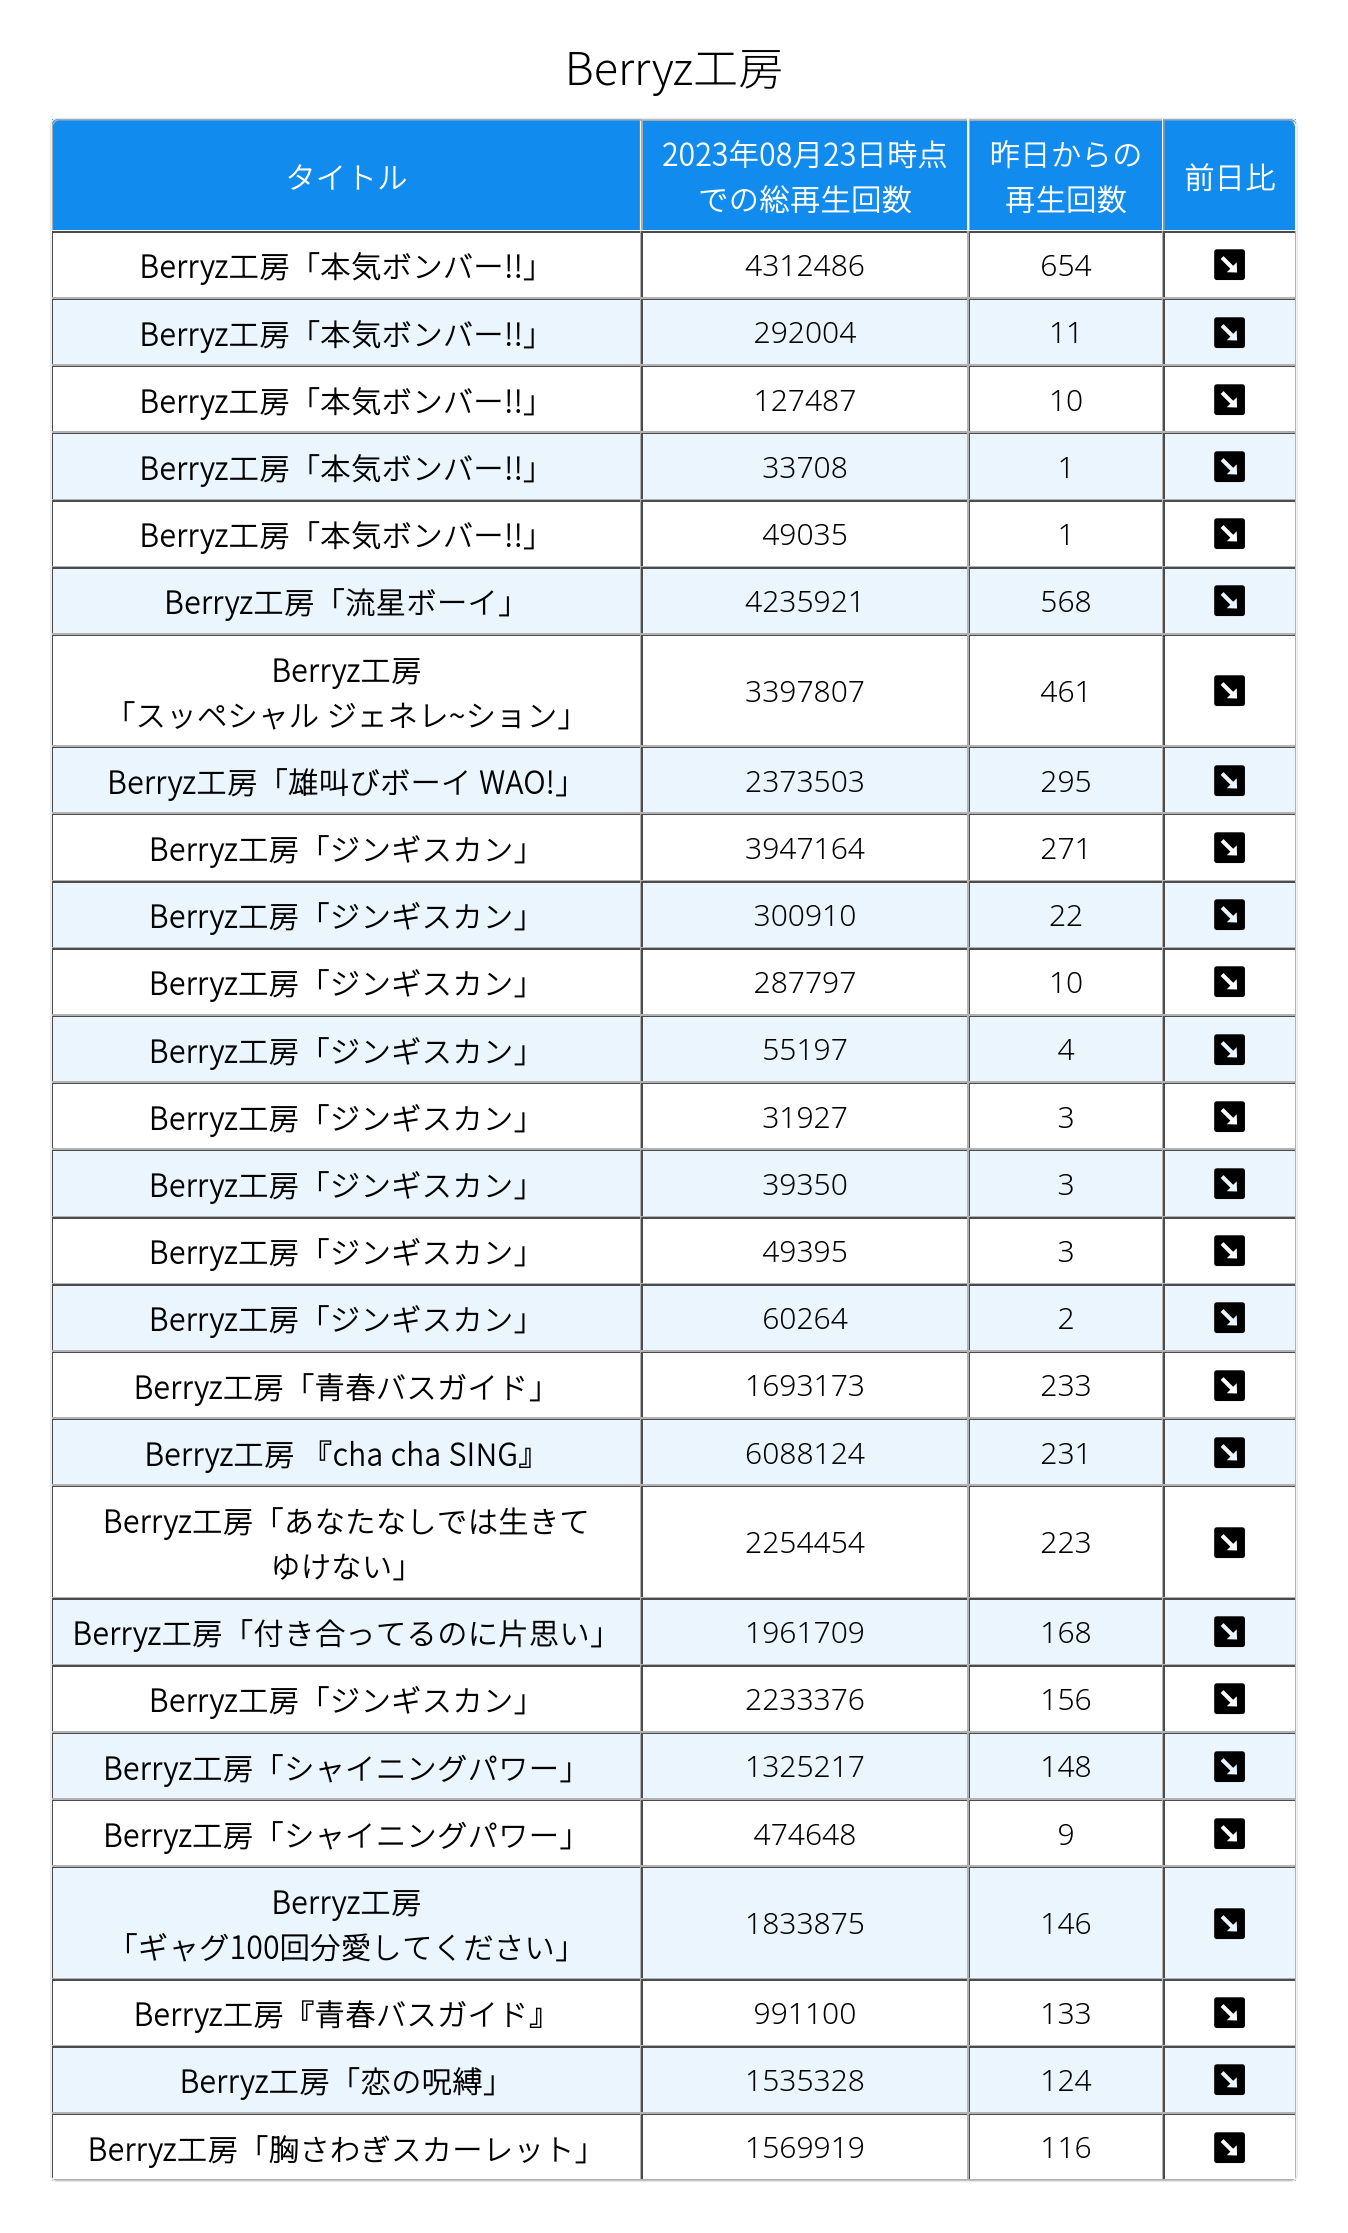 Berryz工房
タイトル
2023年08月23日時点
での総再生回数
昨日からの
再生回数
前日比
Berryz工房「本気ボンバー!!」 4312486 654 ↘
Berryz工房「本気ボンバー!!」 292004 11 ↘
Berryz工房「本気ボンバー!!」 127487 10 ↘
Berryz工房「本気ボンバー!!」 33708 1 ↘
Berryz工房「本気ボンバー!!」 49035 1 ↘
Berryz工房「流星ボーイ」 4235921 568 ↘
Berryz工房
「スッペシャル ジェネレ~ション」 3397807 461 ↘
Berryz工房「雄叫びボーイ WAO!」 2373503 295 ↘
Berryz工房「ジンギスカン」 3947164 271 ↘
Berryz工房「ジンギスカン」 300910 22 ↘
Berryz工房「ジンギスカン」 287797 10 ↘
Berryz工房「ジンギスカン」 55197 4 ↘
Berryz工房「ジンギスカン」 31927 3 ↘
Berryz工房「ジンギスカン」 39350 3 ↘
Berryz工房「ジンギスカン」 49395 3 ↘
Berryz工房「ジンギスカン」 60264 2 ↘
Berryz工房「青春バスガイド」 1693173 233 ↘
Berryz工房 『cha cha SING』 6088124 231 ↘
Berryz工房「あなたなしでは生きて
ゆけない」 2254454 223 ↘
Berryz工房「付き合ってるのに片思い」 1961709 168 ↘
Berryz工房「ジンギスカン」 2233376 156 ↘
Berryz工房「シャイニングパワー」 1325217 148 ↘
Berryz工房「シャイニングパワー」 474648 9 ↘
Berryz工房
「ギャグ100回分愛してください」 1833875 146 ↘
Berryz工房『青春バスガイド』 991100 133 ↘
Berryz工房「恋の呪縛」 1535328 124 ↘
Berryz工房「胸さわぎスカーレット」 1569919 116 ↘